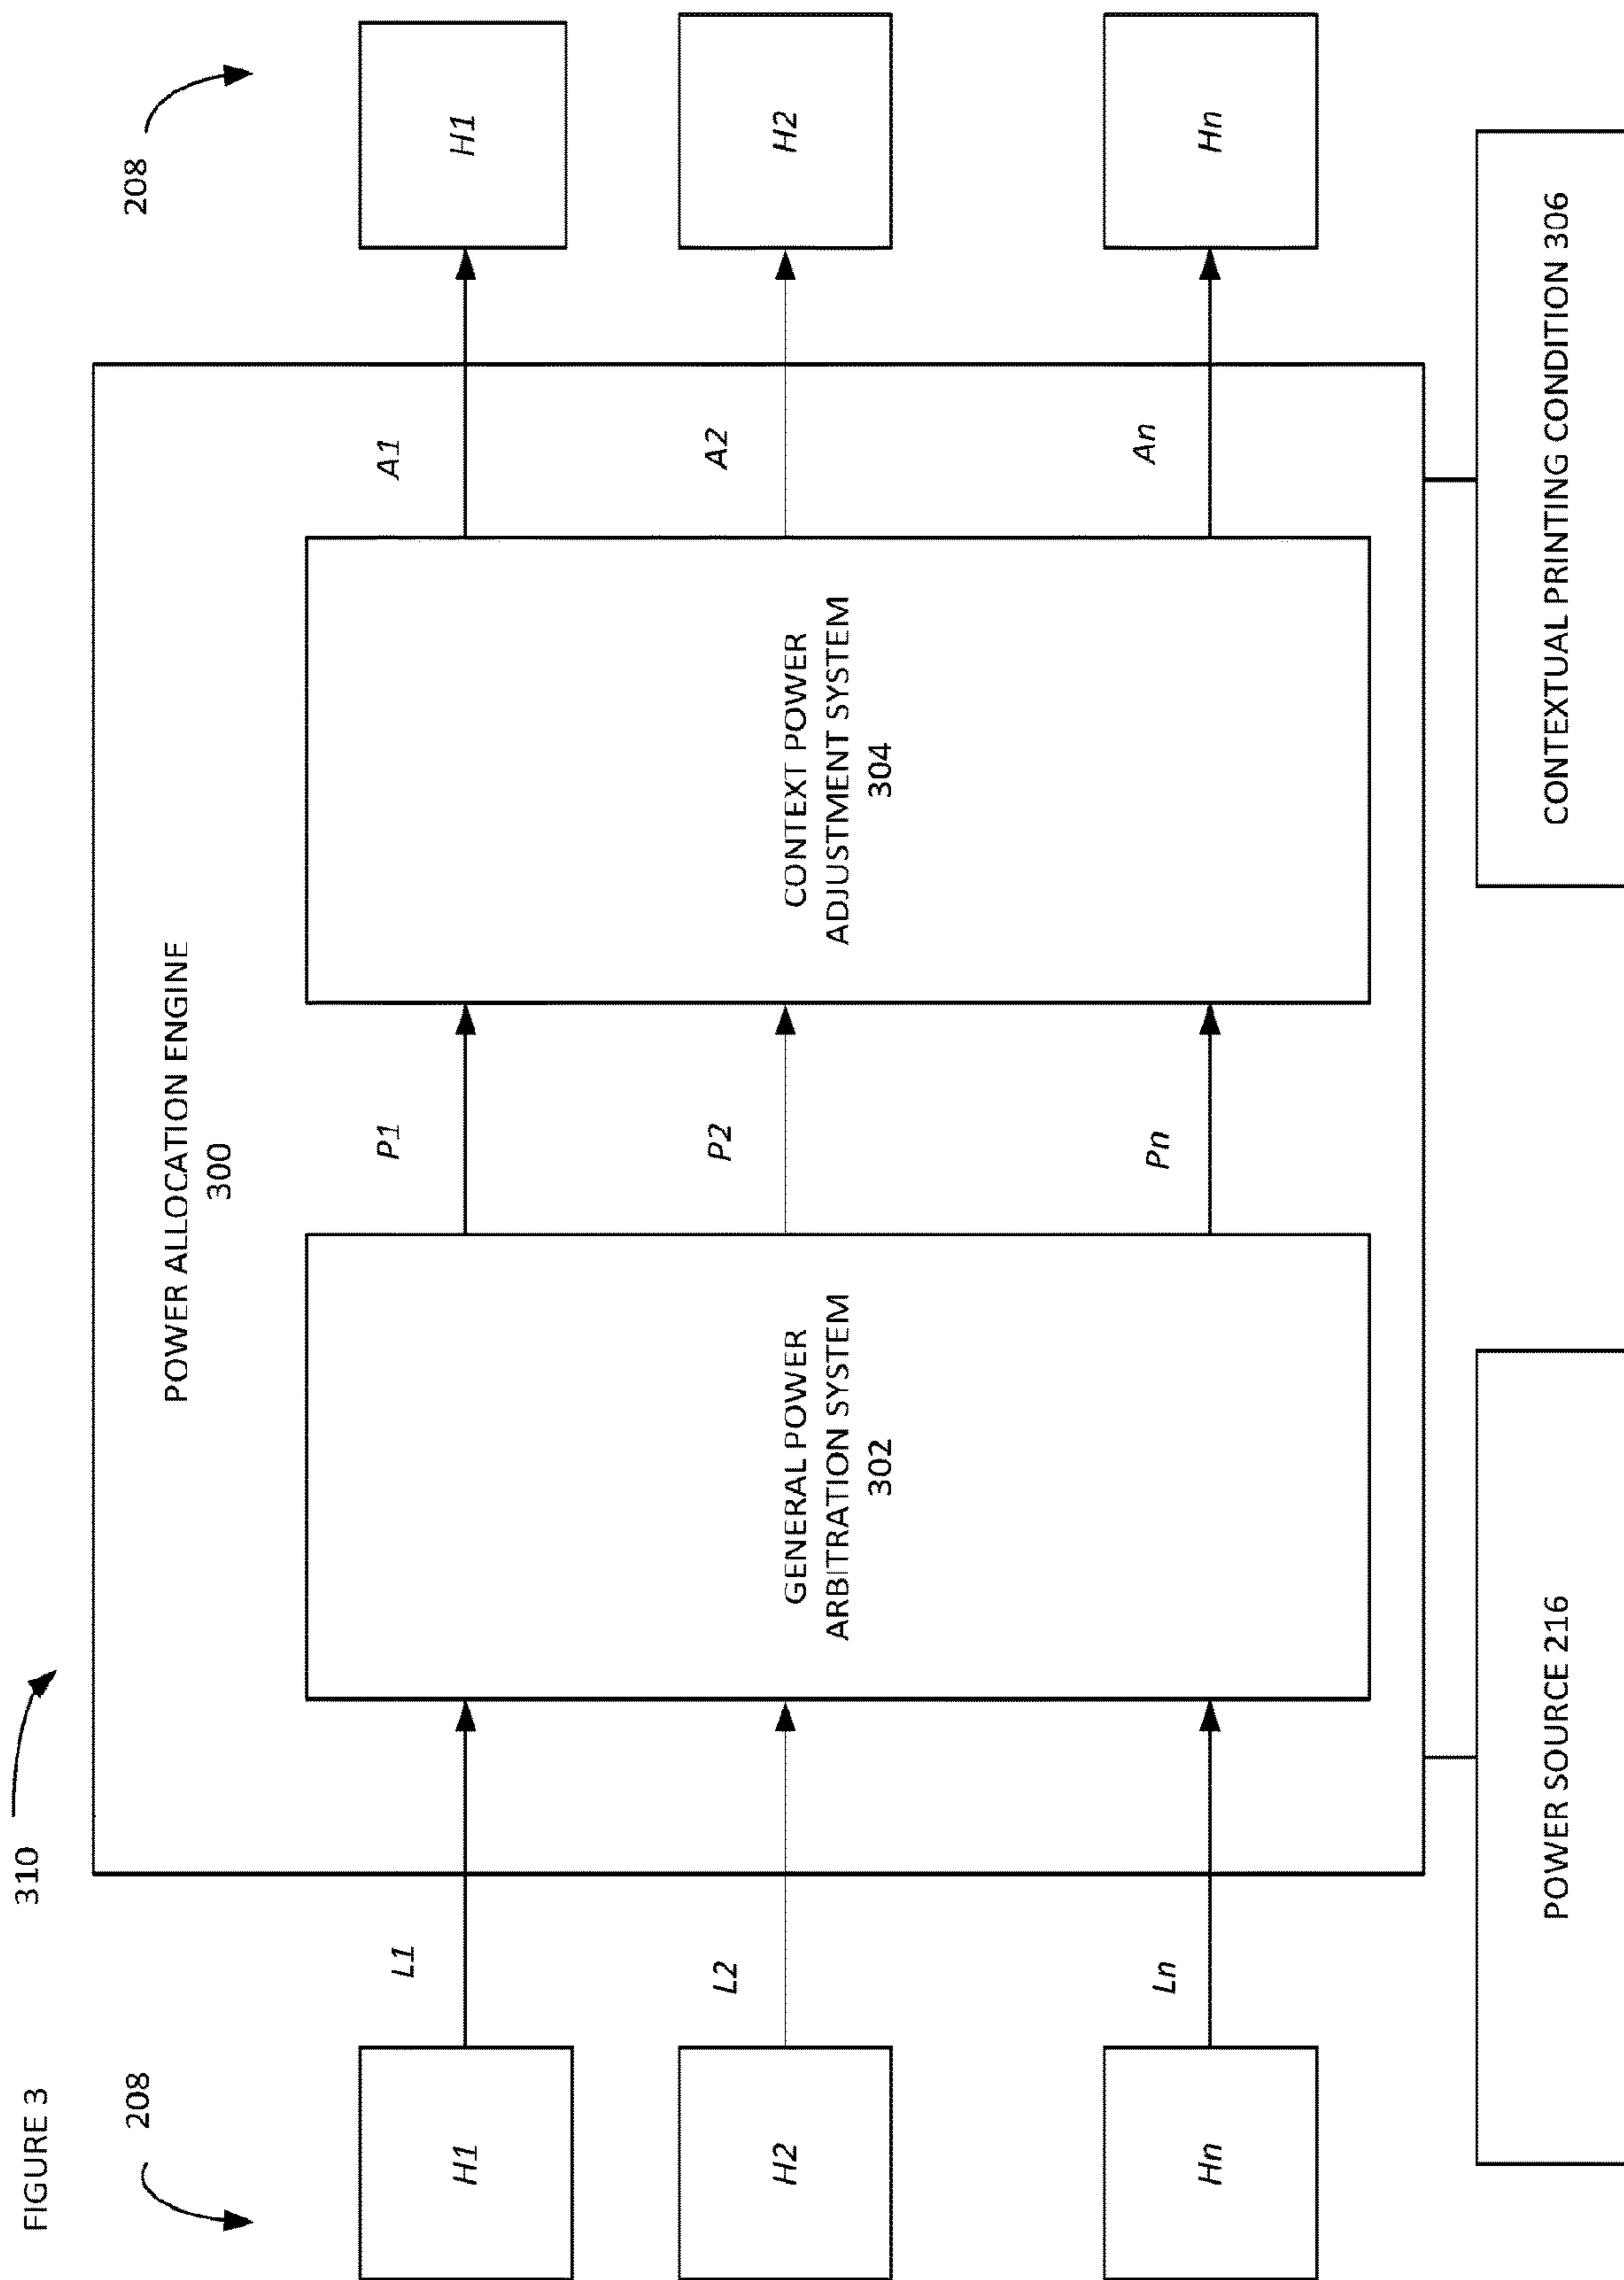 FIGURE 3
310
208
208
POWER ALLOCATION ENGINE
300
H1
L1
P1
A1
H1
H2
L2
P2
A2
H2
GENERAL POWER
ARBITRATION SYSTEM
302
CONTEXT POWER
ADJUSTMENT SYSTEM
304
Hn
Ln
Pn
An
Hn
POWER SOURCE 216
CONTEXTUAL PRINTING CONDITION 306